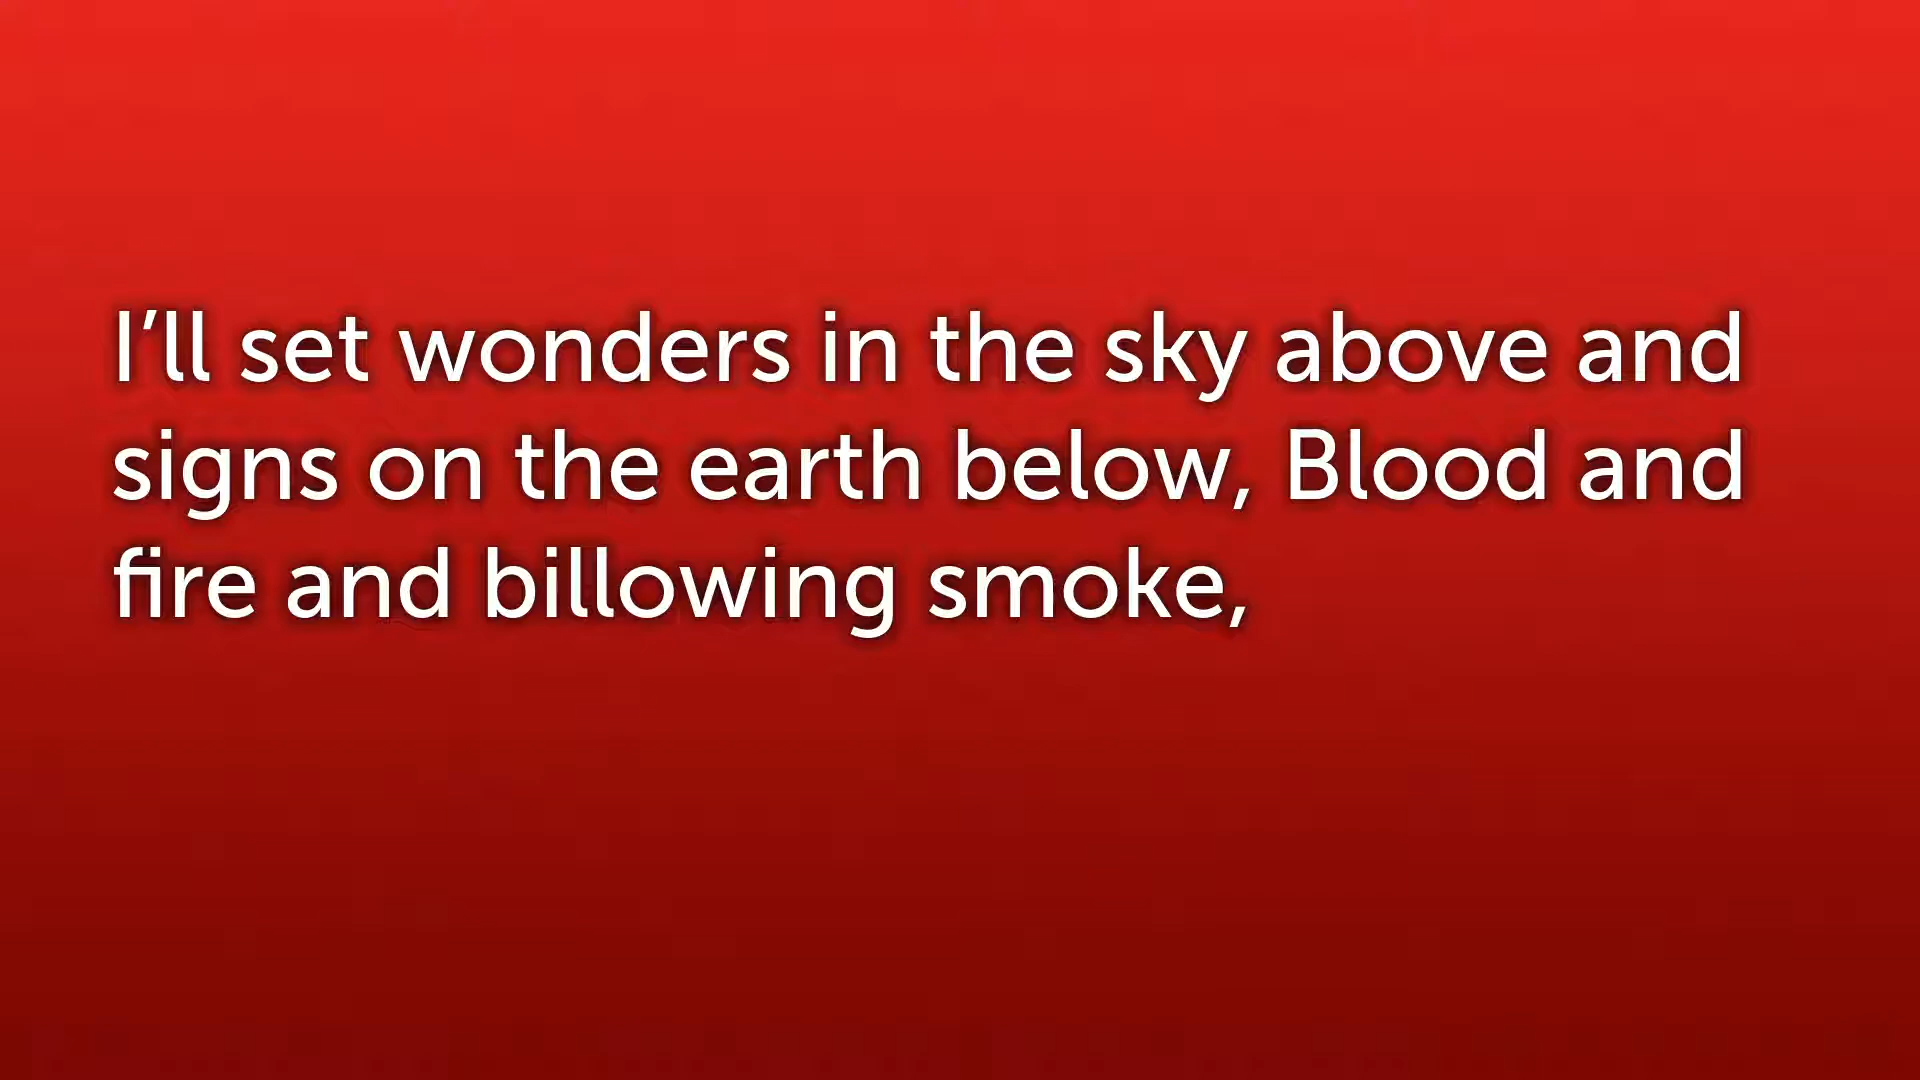 I’ll set wonders in the sky above and
signs on the earth below, Blood and
fire and billowing smoke,